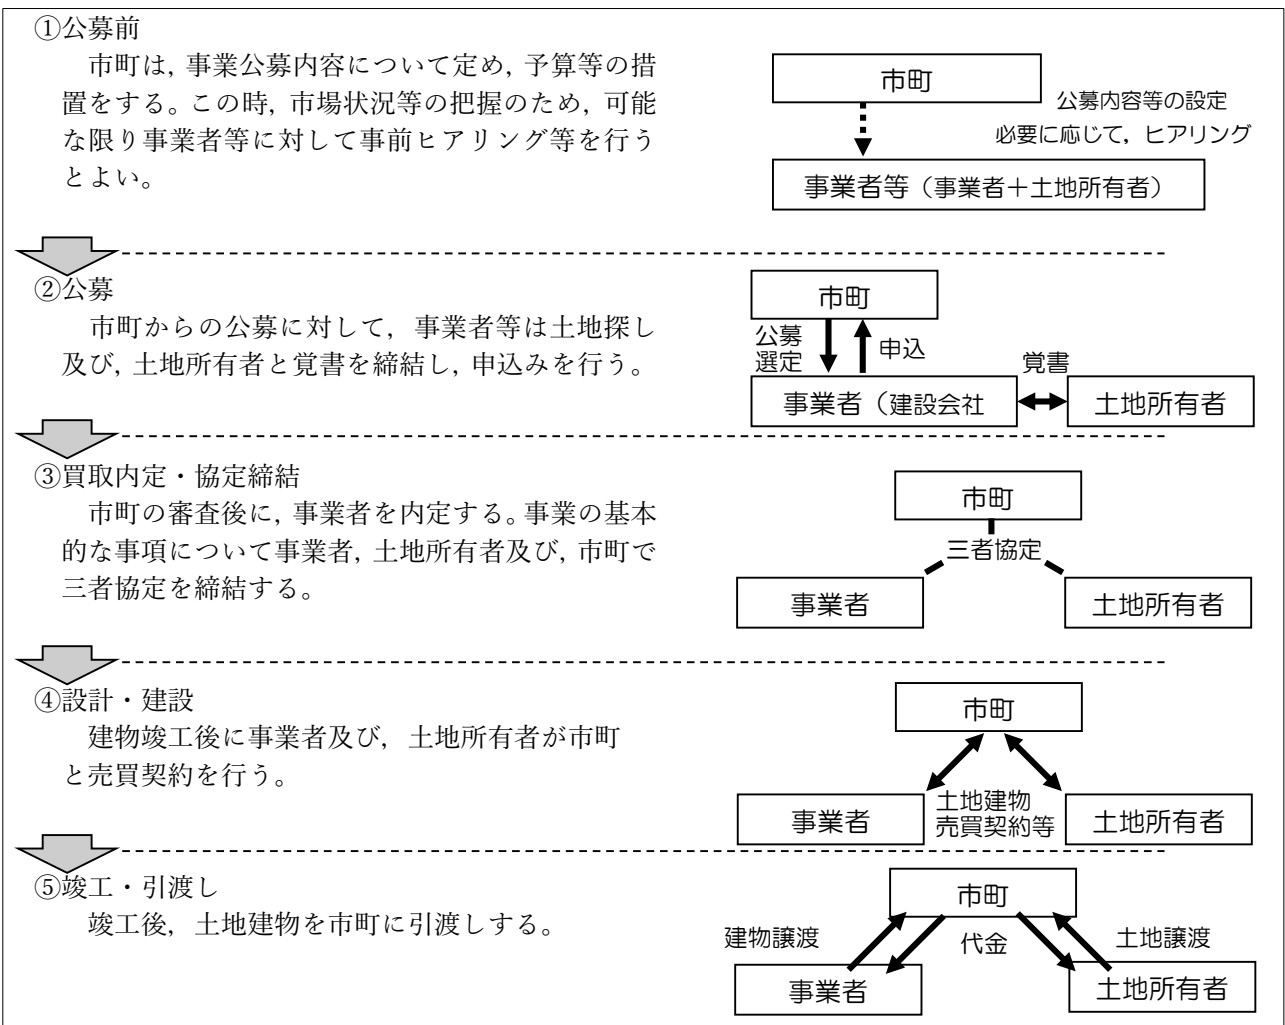 ①公募前
市町は，事業公募内容について定め，予算等の措
置をする。この時，市場状況等の把握のため，可能
な限り事業者等に対して事前ヒアリング等を行う
とよい。
市町
公募内容等の設定
必要に応じて，ヒアリング
事業者等（事業者＋土地所有者）
②公募
市町からの公募に対して，事業者等は土地探し
及び，土地所有者と覚書を締結し，申込みを行う。
市町
公募
選定
申込
覚書
事業者（建設会社
土地所有者
③買取内定・協定締結
市町の審査後に，事業者を内定する。事業の基本
的な事項について事業者，土地所有者及び，市町で
三者協定を締結する。
市町
三者協定
事業者
土地所有者
④設計・建設
建物竣工後に事業者及び，土地所有者が市町
と売買契約を行う。
市町
事業者
土地建物
売買契約等
土地所有者
⑤竣工・引渡し
竣工後，土地建物を市町に引渡しする。
市町
建物譲渡
代金
土地譲渡
事業者
土地所有者